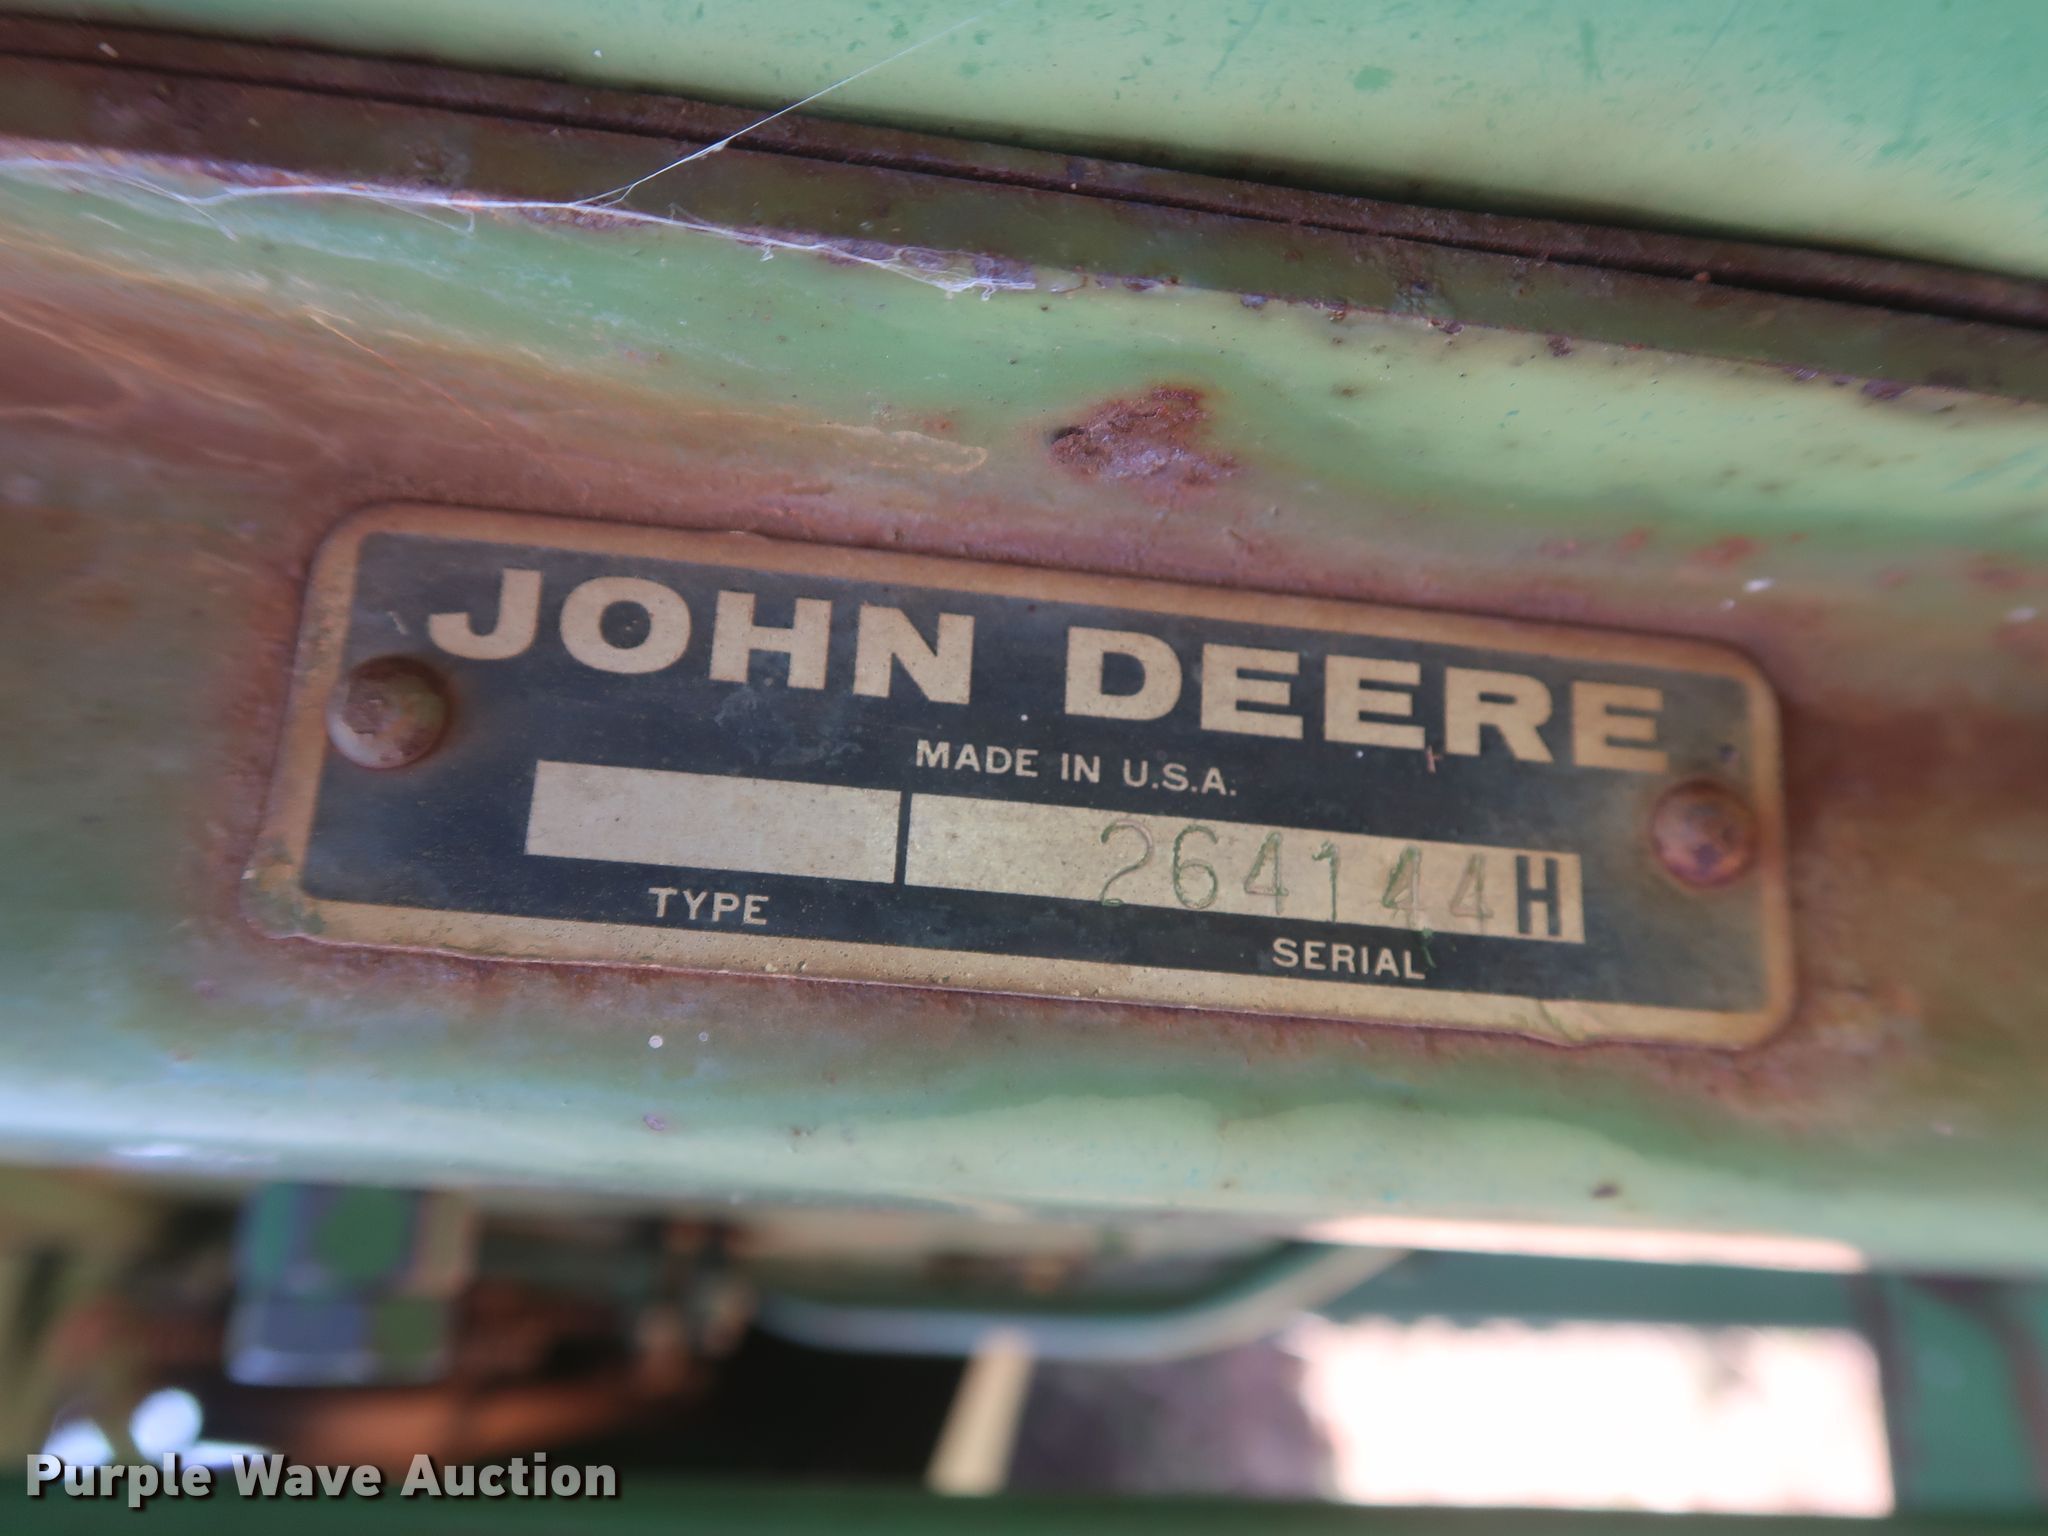 JOHN DEERE
MADE IN U.S.A.
264144H
TYPE
SERIAL
Purple Wave Auction